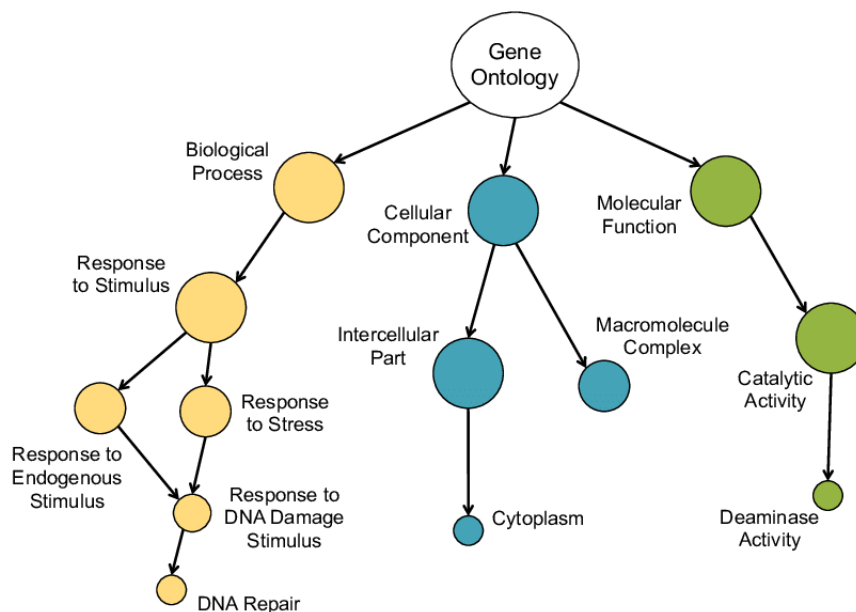 Gene
Ontology
Biological
Process
Cellular
Component
Molecular
Function
Response
to Stimulus
Intercellular
Part
Macromolecule
Complex
Catalytic
Activity
Response
to Stress
Response to
Endogenous
Stimulus
Response to
DNA Damage
Stimulus
Cytoplasm
Deaminase
Activity
DNA Repair